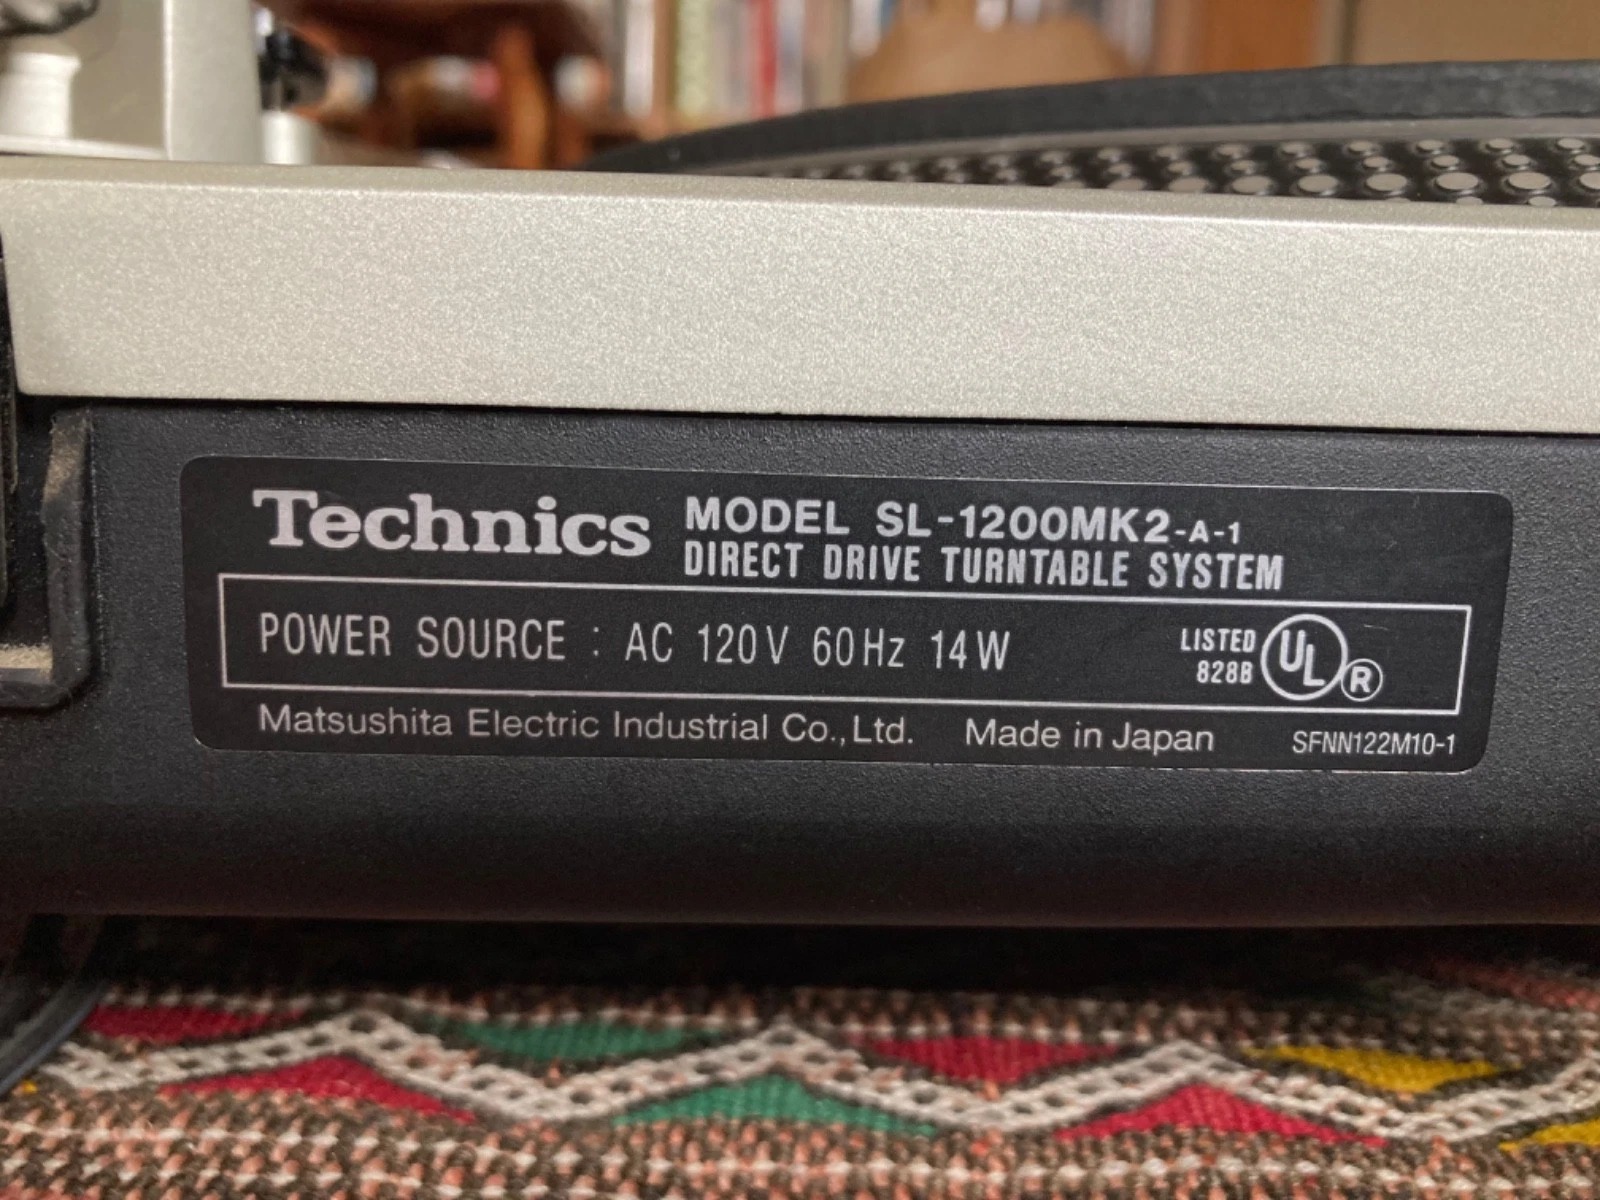 Technics MODEL SL-1200MK2-A-1
DIRECT DRIVE TURNTABLE SYSTEM
POWER SOURCE : AC 120V 60Hz 14W
LISTED
828B
UL
®
Matsushita Electric Industrial Co.,Ltd. Made in Japan SFNN122M10-1